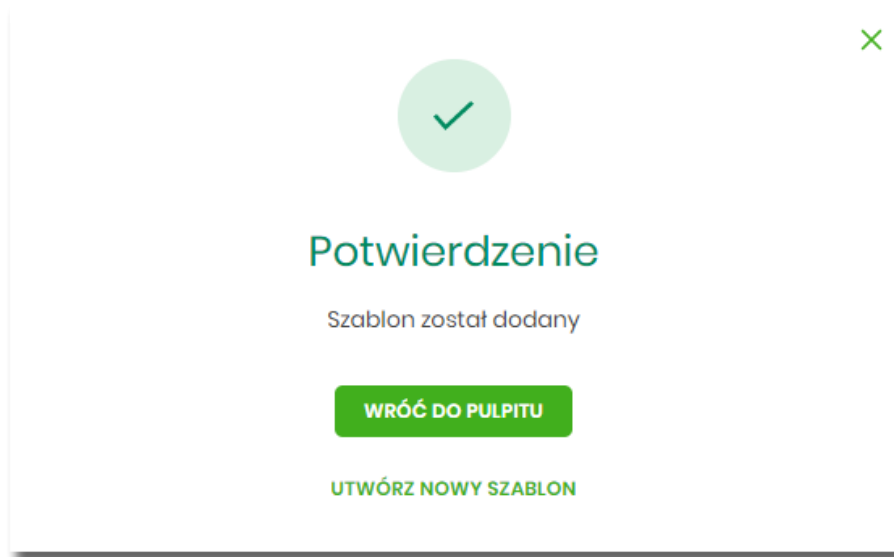 Potwierdzenie
Szablon został dodany
WRÓĆ DO PULPITU
UTWÓRZ NOWY SZABLON